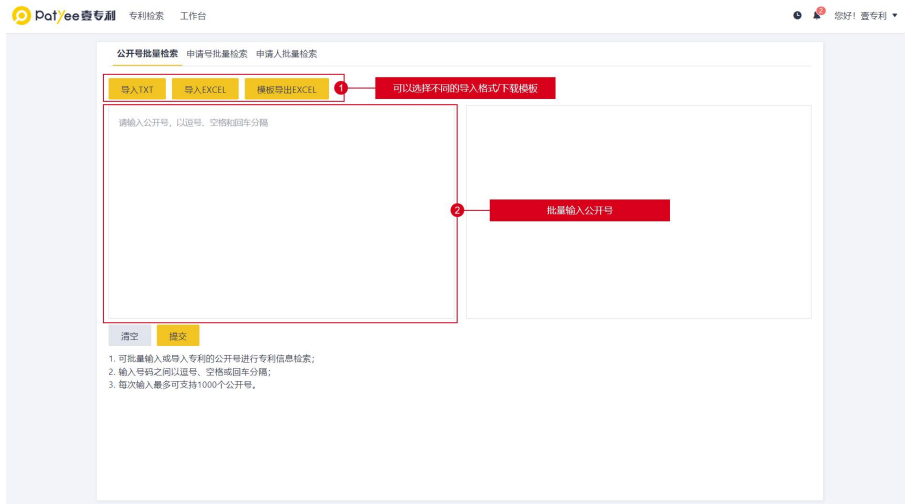 Patyee壹专利 专利检索 工作台 2 您好！壹专利
公开号批量检索 申请号批量检索 申请人批量检索
导入TXT 导入EXCEL 模板导出EXCEL 1 可以选择不同的导入格式/下载模板
请输入公开号，以逗号、空格和回车分隔
2 批量输入公开号
清空 提交
1. 可批量输入或导入专利的公开号进行专利信息检索；
2. 输入号码之间以逗号、空格或回车分隔；
3. 每次输入最多可支持1000个公开号。